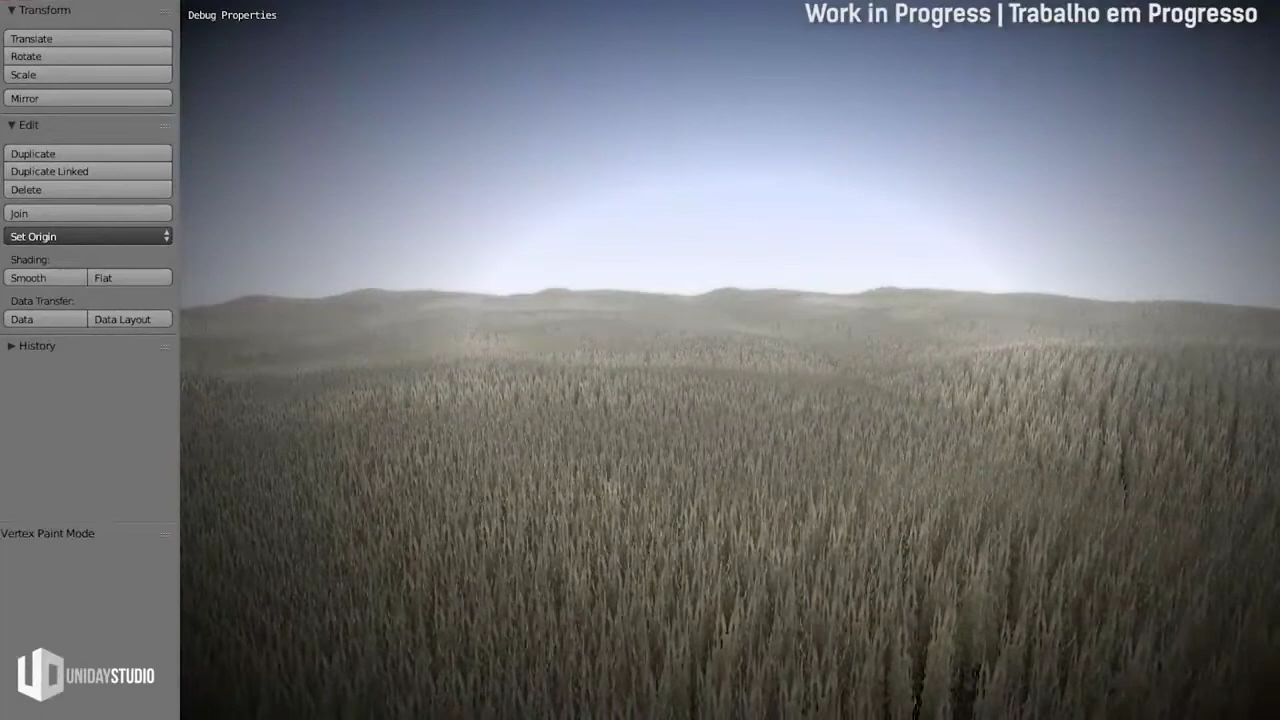 Transform
Translate
Rotate
Scale
Mirror
Edit
Duplicate
Duplicate Linked
Delete
Join
Set Origin
Shading:
Smooth Flat
Data Transfer:
Data Data Layout
History
Vertex Paint Mode
UNIDAYSTUDIO
Debug Properties
Work in Progress | Trabalho em Progresso